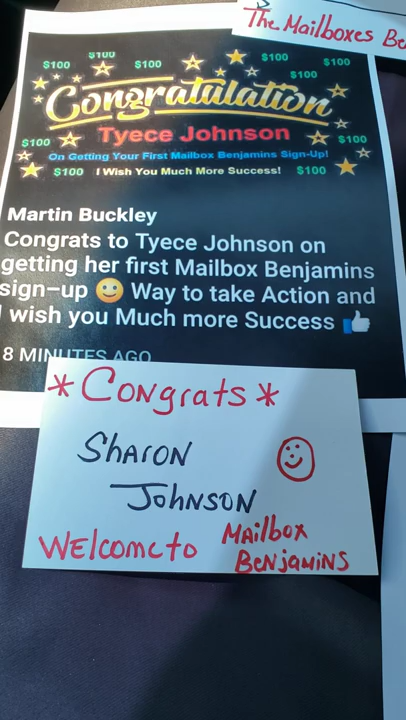 The Mailboxes Be
$100 $100 $100 $100 $100
$100
Congratulation
$100 Tyece Johnson $100
On Getting Your First Mailbox Benjamins Sign-Up!
$100 I Wish You Much More Success! $100
Martin Buckley
Congrats to Tyece Johnson on
getting her first Mailbox Benjamins
sign-up 🙂 Way to take Action and
I wish you Much more Success 👍
8 MINUTES AGO
*Congrats*
Sharon
Johnson
Welcome to Mailbox
Benjamins